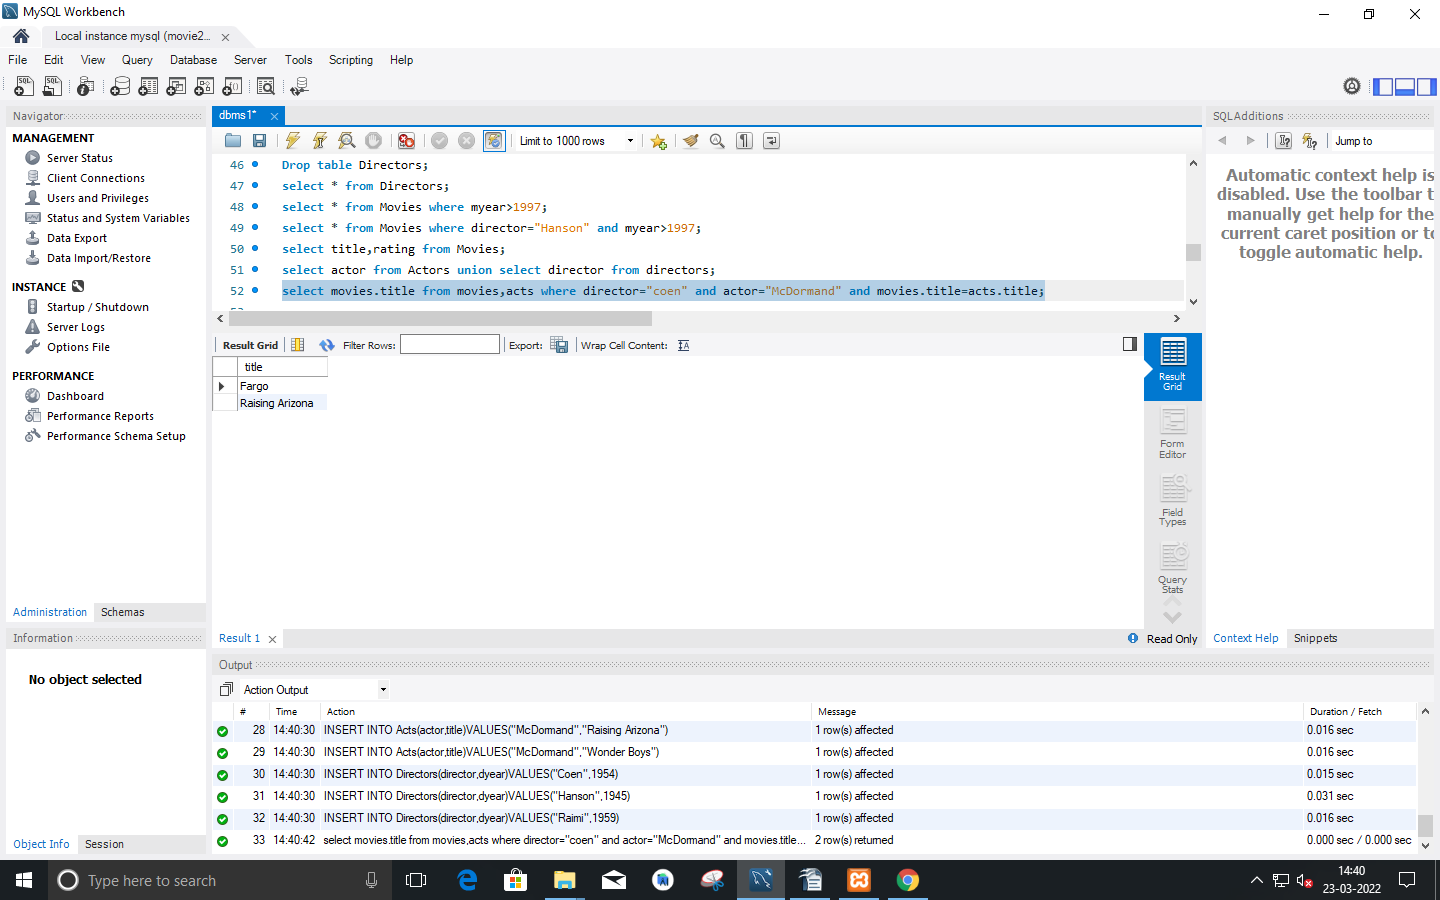 MySQL Workbench
Local instance mysql (movie2...
File Edit View Query Database Server Tools Scripting Help
Navigator
MANAGEMENT
Server Status
Client Connections
Users and Privileges
Status and System Variables
Data Export
Data Import/Restore
INSTANCE
Startup / Shutdown
Server Logs
Options File
PERFORMANCE
Dashboard
Performance Reports
Performance Schema Setup
Administration Schemas
Information
No object selected
Object Info Session
dbms1*
Limit to 1000 rows
46 Drop table Directors;
47 select * from Directors;
48 select * from Movies where myear>1997;
49 select * from Movies where director="Hanson" and myear>1997;
50 select title,rating from Movies;
51 select actor from Actors union select director from directors;
52 select movies.title from movies,acts where director="coen" and actor="McDormand" and movies.title=acts.title;
Result Grid Filter Rows: Export: Wrap Cell Content:
title
Fargo
Raising Arizona
Result Grid
Form Editor
Field Types
Query Stats
Result 1
Read Only
SQLAdditions
Jump to
Automatic context help is
disabled. Use the toolbar t
manually get help for the
current caret position or to
toggle automatic help.
Context Help Snippets
Output
Action Output
# Time Action Message Duration / Fetch
28 14:40:30 INSERT INTO Acts(actor,title)VALUES("McDormand","Raising Arizona") 1 row(s) affected 0.016 sec
29 14:40:30 INSERT INTO Acts(actor,title)VALUES("McDormand","Wonder Boys") 1 row(s) affected 0.016 sec
30 14:40:30 INSERT INTO Directors(director,dyear)VALUES("Coen",1954) 1 row(s) affected 0.015 sec
31 14:40:30 INSERT INTO Directors(director,dyear)VALUES("Hanson",1945) 1 row(s) affected 0.031 sec
32 14:40:30 INSERT INTO Directors(director,dyear)VALUES("Raimi",1959) 1 row(s) affected 0.016 sec
33 14:40:42 select movies.title from movies,acts where director="coen" and actor="McDormand" and movies.title... 2 row(s) returned 0.000 sec / 0.000 sec
Type here to search
14:40
23-03-2022